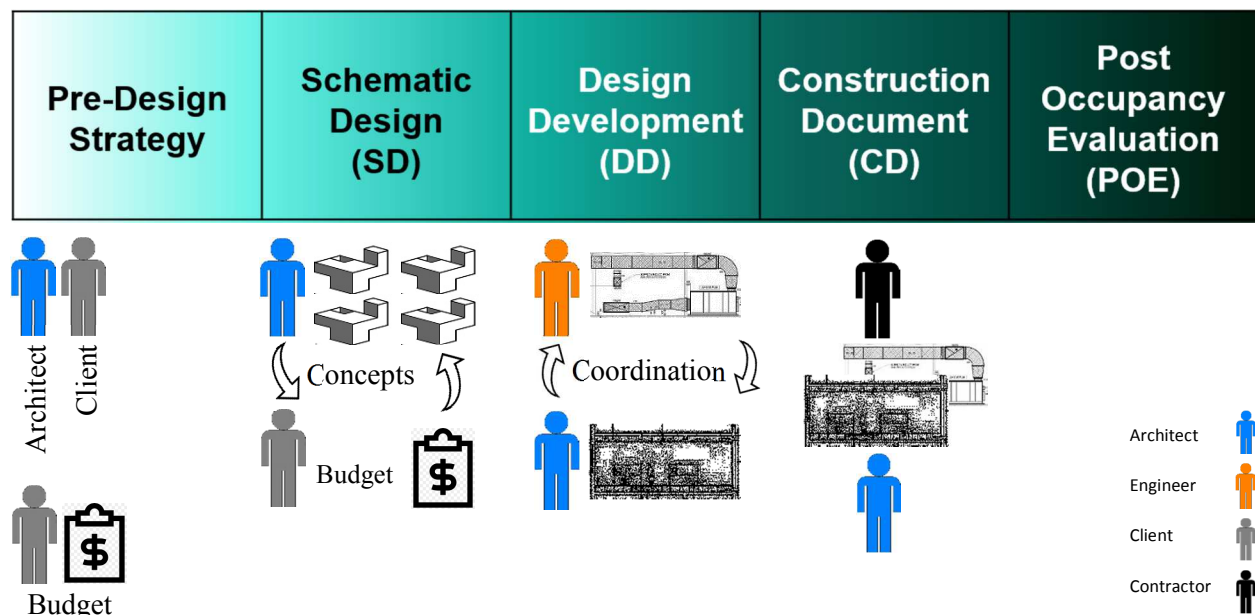 Pre-Design
Strategy
Schematic
Design
(SD)
Design
Development
(DD)
Construction
Document
(CD)
Post
Occupancy
Evaluation
(POE)
Architect
Client
Budget
$
Concepts
Budget
$
Coordination
Architect
Engineer
Client
Contractor